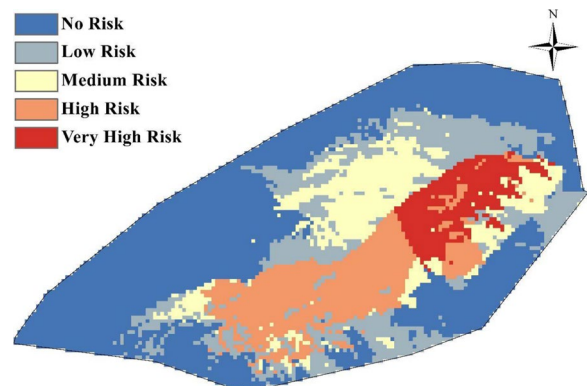 No Risk
Low Risk
Medium Risk
High Risk
Very High Risk
N